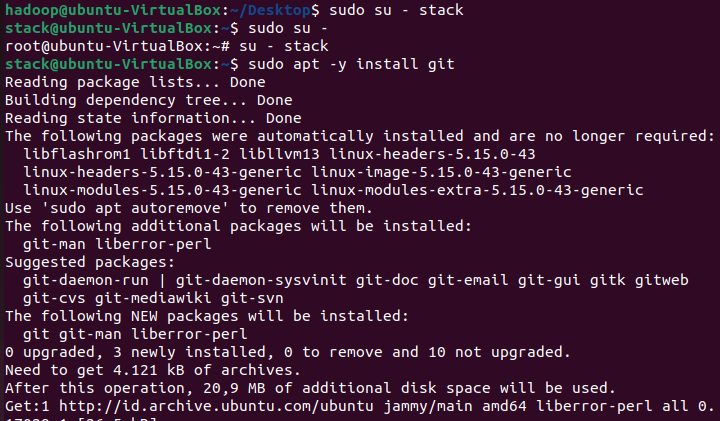 hadoop@ubuntu-VirtualBox:~/Desktop$ sudo su - stack
stack@ubuntu-VirtualBox:~$ sudo su -
root@ubuntu-VirtualBox:~# su - stack
stack@ubuntu-VirtualBox:~$ sudo apt -y install git
Reading package lists... Done
Building dependency tree... Done
Reading state information... Done
The following packages were automatically installed and are no longer required:
  libflashrom1 libftdi1-2 libllvm13 linux-headers-5.15.0-43
  linux-headers-5.15.0-43-generic linux-image-5.15.0-43-generic
  linux-modules-5.15.0-43-generic linux-modules-extra-5.15.0-43-generic
Use 'sudo apt autoremove' to remove them.
The following additional packages will be installed:
  git-man liberror-perl
Suggested packages:
  git-daemon-run | git-daemon-sysvinit git-doc git-email git-gui gitk gitweb
  git-cvs git-mediawiki git-svn
The following NEW packages will be installed:
  git git-man liberror-perl
0 upgraded, 3 newly installed, 0 to remove and 10 not upgraded.
Need to get 4.121 kB of archives.
After this operation, 20,9 MB of additional disk space will be used.
Get:1 http://id.archive.ubuntu.com/ubuntu jammy/main amd64 liberror-perl all 0.